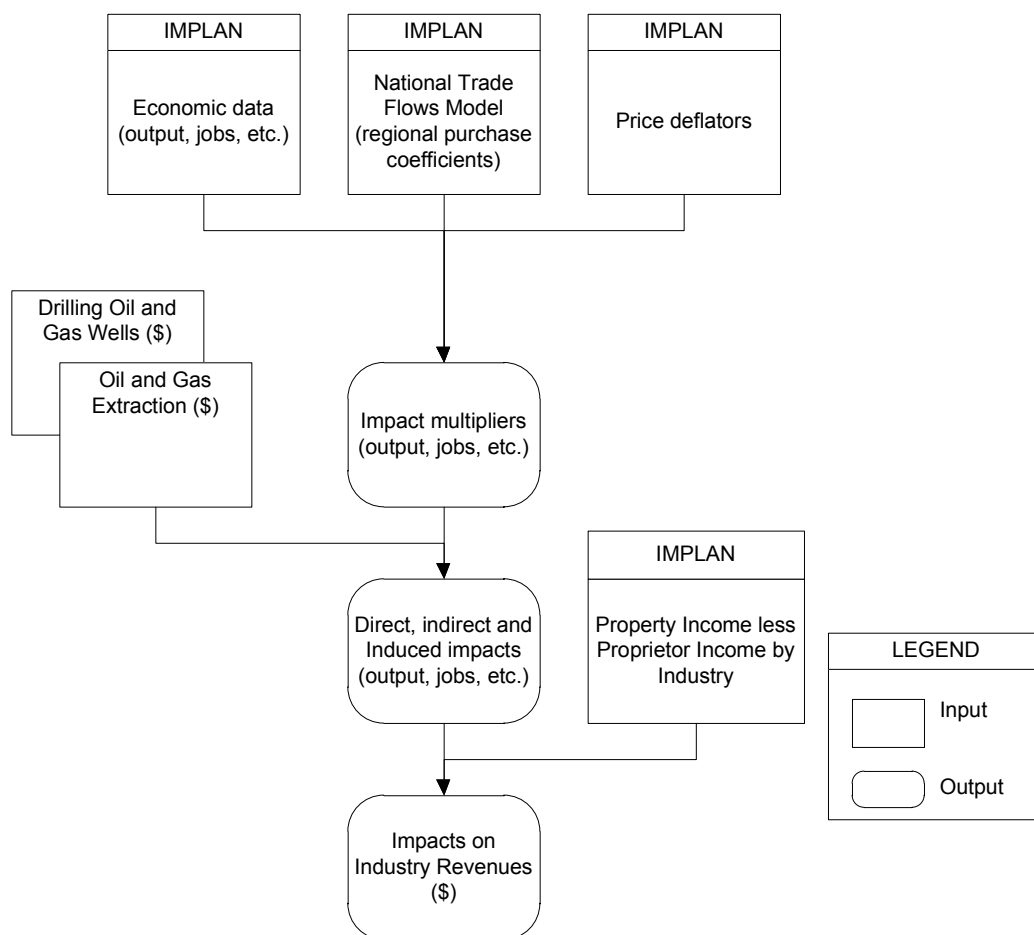 IMPLAN
Economic data
(output, jobs, etc.)
IMPLAN
National Trade
Flows Model
(regional purchase
coefficients)
IMPLAN
Price deflators
Drilling Oil and
Gas Wells ($)
Oil and Gas
Extraction ($)
Impact multipliers
(output, jobs, etc.)
Direct, indirect and
Induced impacts
(output, jobs, etc.)
IMPLAN
Property Income less
Proprietor Income by
Industry
LEGEND
Input
Output
Impacts on
Industry Revenues
($)